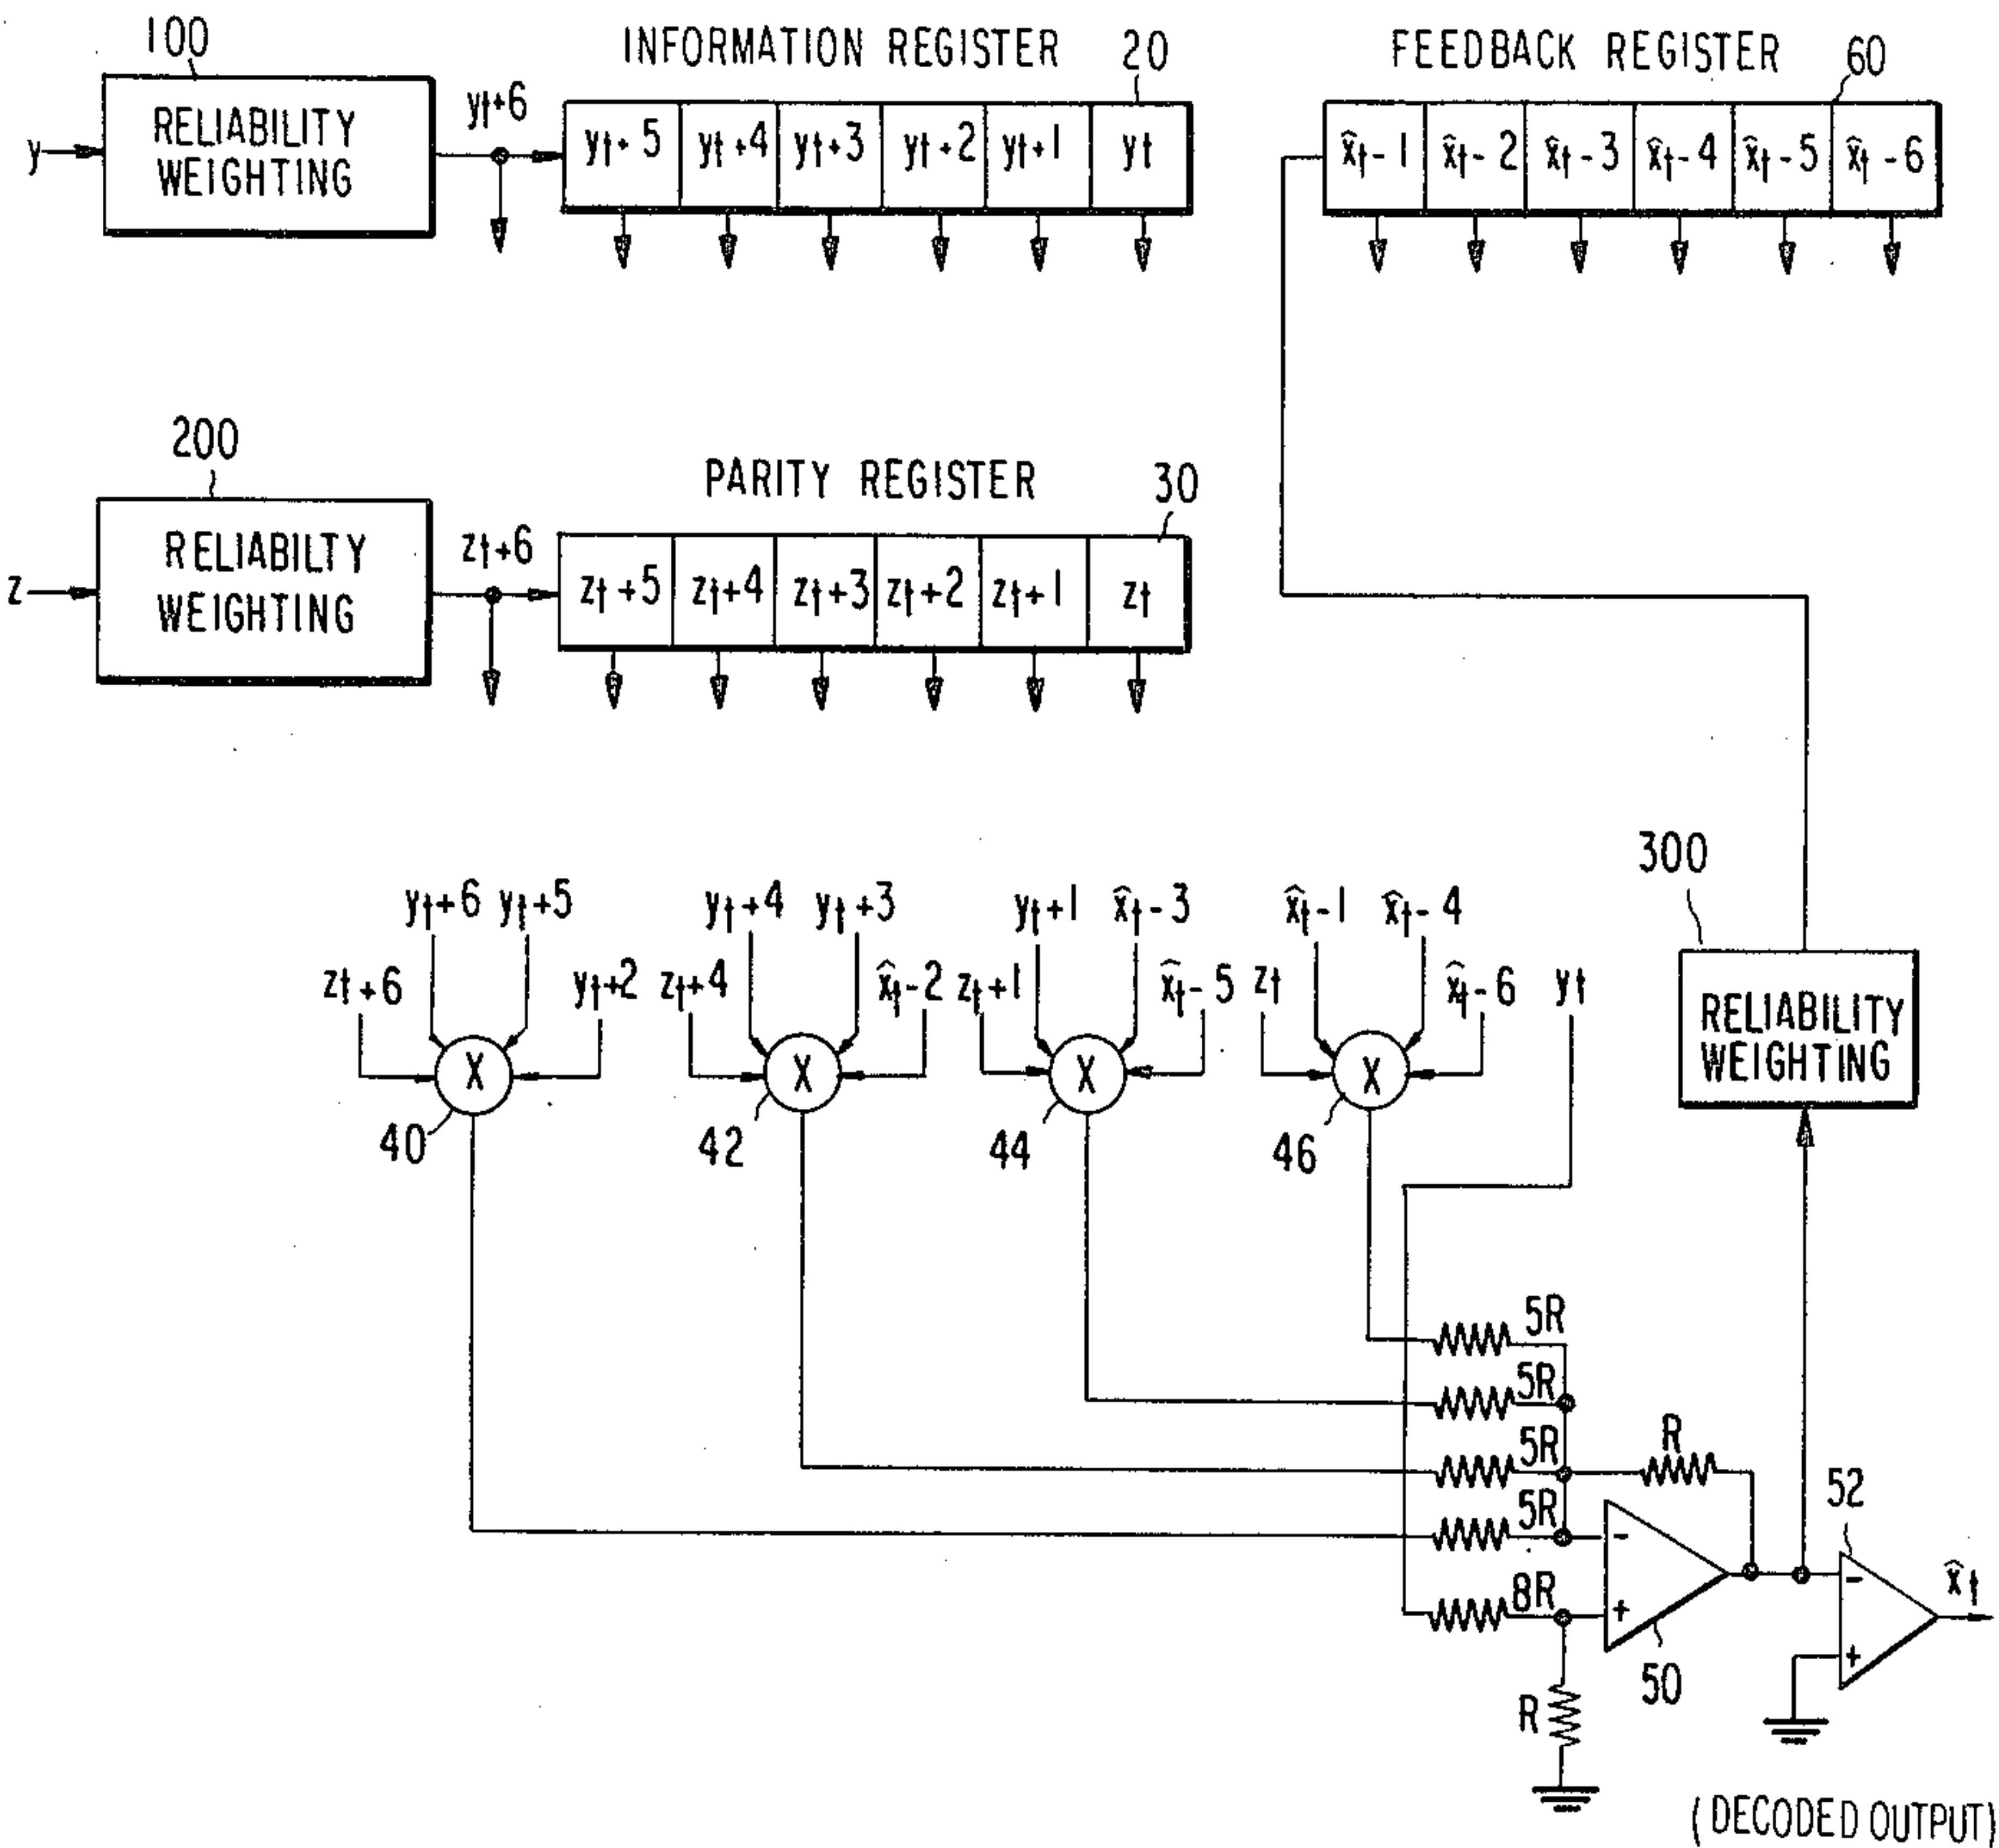 100
INFORMATION REGISTER
20
FEEDBACK REGISTER
60
y
RELIABILITY
WEIGHTING
yt+6
yt+5
yt+4
yt+3
yt+2
yt+1
yt
x̂t-1
x̂t-2
x̂t-3
x̂t-4
x̂t-5
x̂t-6
200
PARITY REGISTER
30
z
RELIABILTY
WEIGHTING
zt+6
zt+5
zt+4
zt+3
zt+2
zt+1
zt
300
RELIABILITY
WEIGHTING
yt+6 yt+5
zt+6
yt+2
X
40
yt+4 yt+3
zt+4
x̂t-2
X
42
yt+1 x̂t-3
zt+1
x̂t-5
X
44
x̂t-1 x̂t-4
zt
x̂t-6
X
46
yt
5R
5R
5R
5R
8R
R
R
-
+
50
52
-
+
x̂t
(DECODED OUTPUT)